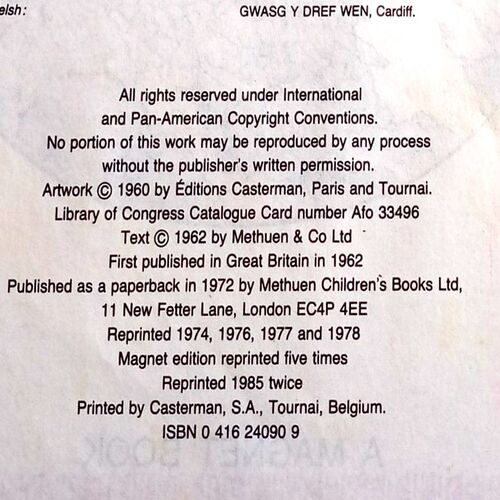 elsh: GWASG Y DREF WEN, Cardiff.
All rights reserved under International
and Pan-American Copyright Conventions.
No portion of this work may be reproduced by any process
without the publisher's written permission.
Artwork © 1960 by Éditions Casterman, Paris and Tournai.
Library of Congress Catalogue Card number Afo 33496
Text © 1962 by Methuen & Co Ltd
First published in Great Britain in 1962
Published as a paperback in 1972 by Methuen Children's Books Ltd,
11 New Fetter Lane, London EC4P 4EE
Reprinted 1974, 1976, 1977 and 1978
Magnet edition reprinted five times
Reprinted 1985 twice
Printed by Casterman, S.A., Tournai, Belgium.
ISBN 0 416 24090 9
A MAGNET BOOK